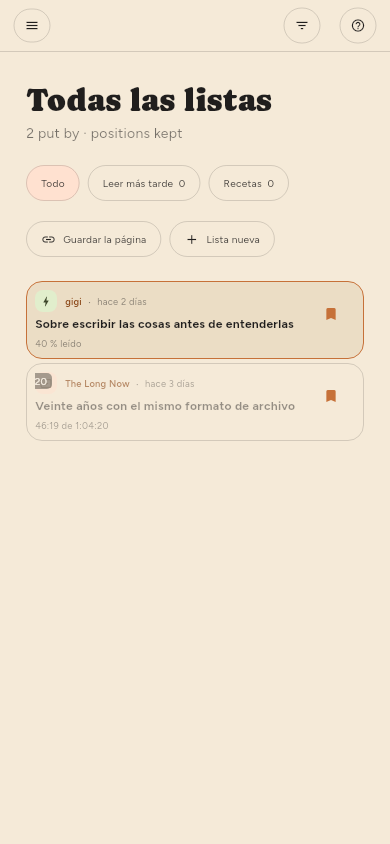 Todas las listas
2 put by · positions kept
Todo
Leer más tarde 0
Recetas 0
Guardar la página
Lista nueva
gigi · hace 2 días
Sobre escribir las cosas antes de entenderlas
40 % leído
20
The Long Now · hace 3 días
Veinte años con el mismo formato de archivo
46:19 de 1:04:20